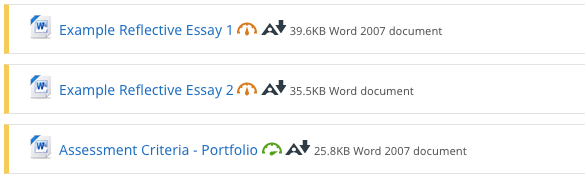 Example Reflective Essay 1 39.6KB Word 2007 document
Example Reflective Essay 2 35.5KB Word document
Assessment Criteria - Portfolio 25.8KB Word 2007 document